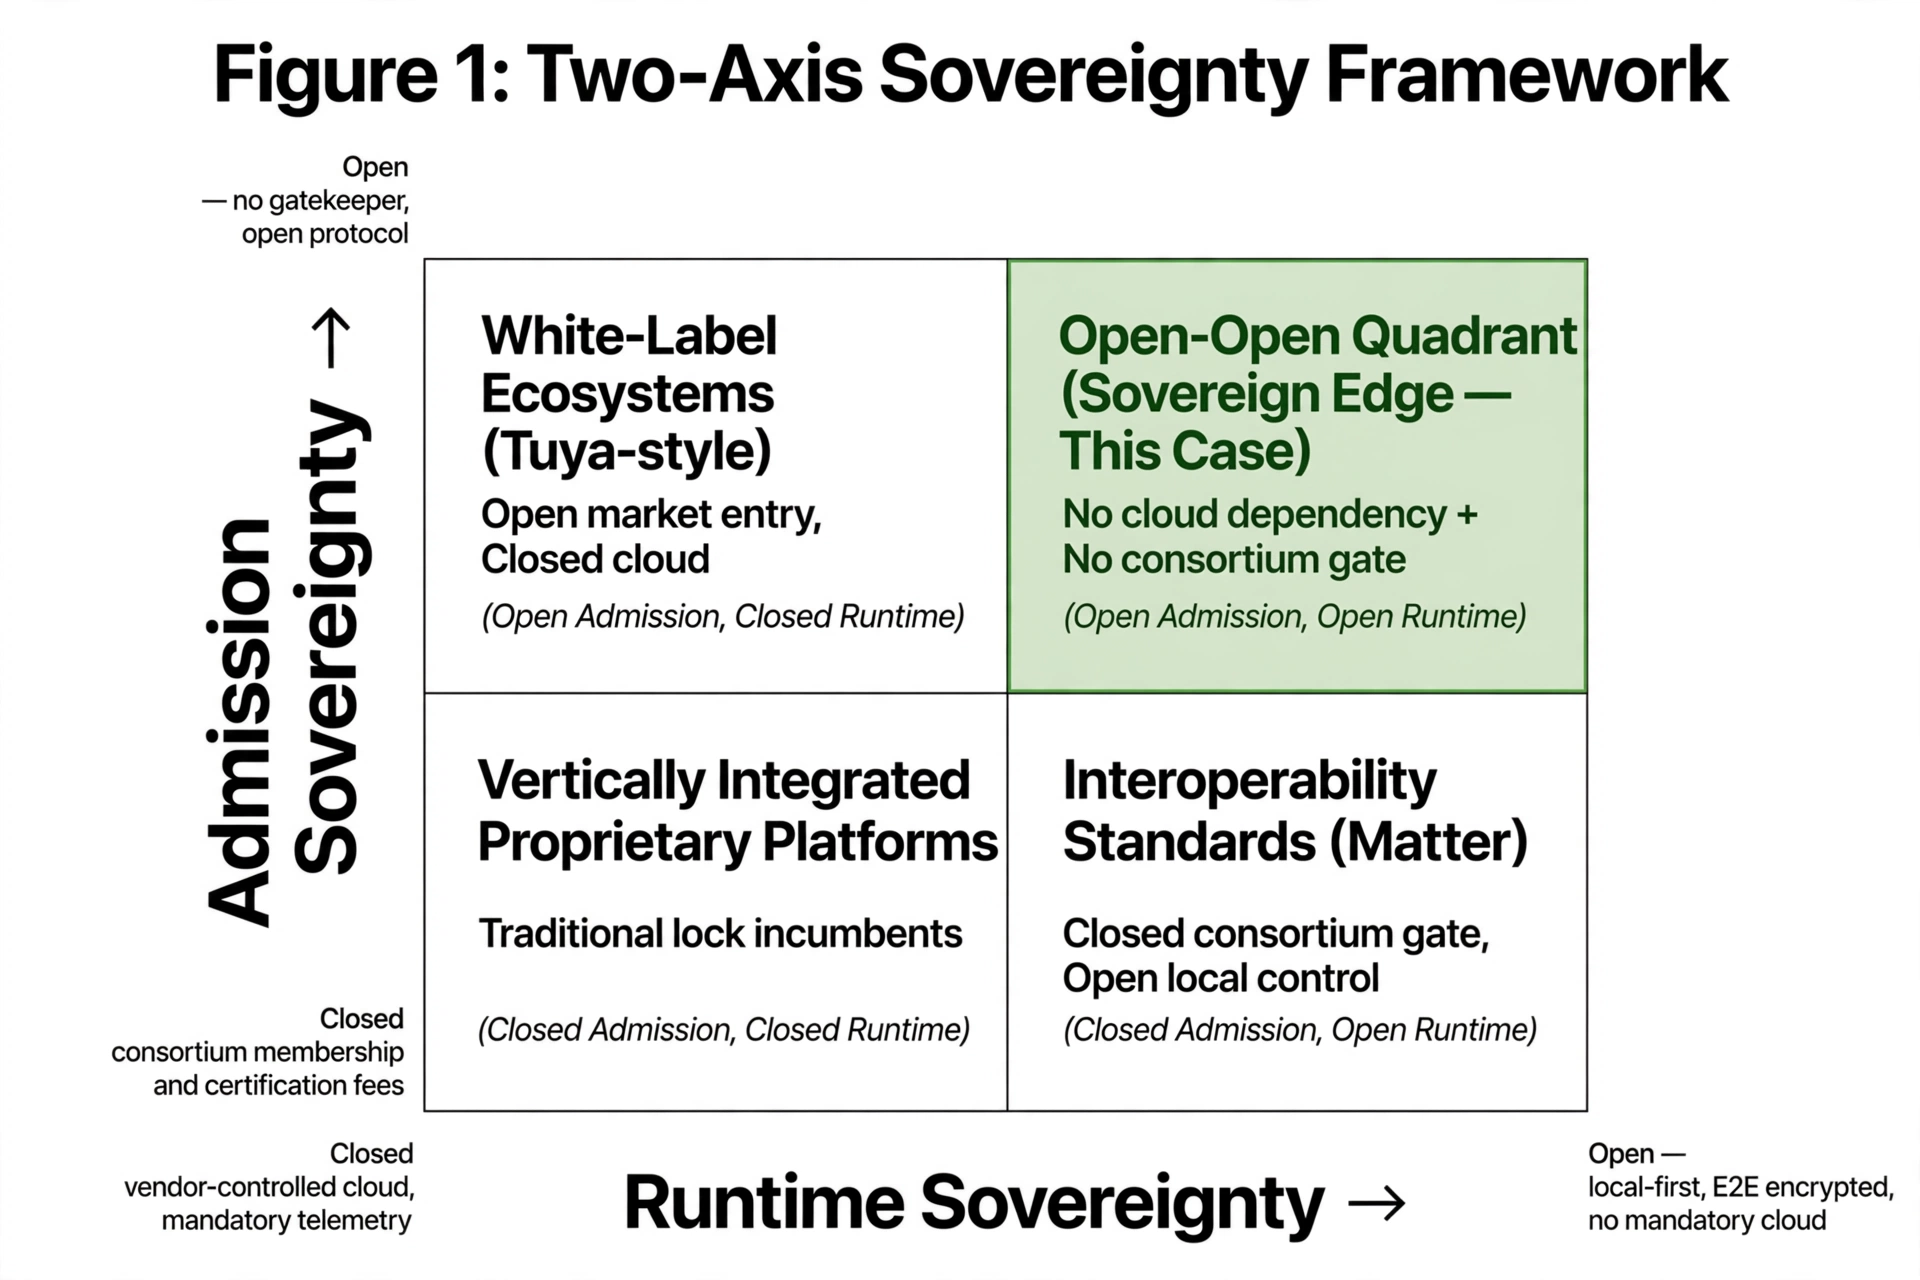 Figure 1: Two-Axis Sovereignty Framework
Open
— no gatekeeper,
open protocol
Admission
Sovereignty →
White-Label
Ecosystems
(Tuya-style)
Open market entry,
Closed cloud
(Open Admission, Closed Runtime)
Open-Open Quadrant
(Sovereign Edge —
This Case)
No cloud dependency +
No consortium gate
(Open Admission, Open Runtime)
Vertically Integrated
Proprietary Platforms
Traditional lock incumbents
(Closed Admission, Closed Runtime)
Interoperability
Standards (Matter)
Closed consortium gate,
Open local control
(Closed Admission, Open Runtime)
Closed
consortium membership
and certification fees
Closed
vendor-controlled cloud,
mandatory telemetry
Runtime Sovereignty →
Open —
local-first, E2E encrypted,
no mandatory cloud